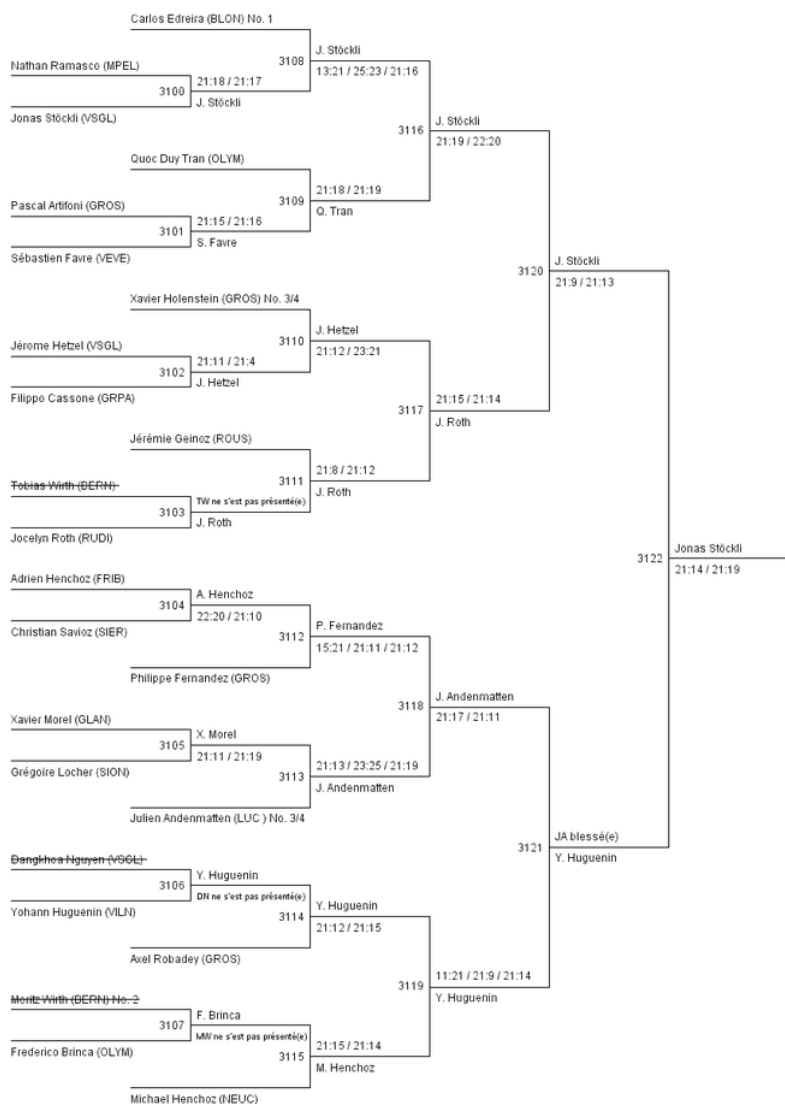 Carlos Edreira (BLON) No. 1
3108
J. Stöckli
13:21 / 25:23 / 21:16
Nathan Ramasco (MPEL)
3100
21:18 / 21:17
J. Stöckli
Jonas Stöckli (VSGL)
3116
J. Stöckli
21:19 / 22:20
Quoc Duy Tran (OLYM)
3109
21:18 / 21:19
Q. Tran
Pascal Artifoni (GROS)
3101
21:15 / 21:16
S. Favre
Sébastien Favre (VEVE)
3120
J. Stöckli
21:9 / 21:13
Xavier Holenstein (GROS) No. 3/4
3110
J. Hetzel
21:12 / 23:21
Jérome Hetzel (VSGL)
3102
21:11 / 21:4
J. Hetzel
Filippo Cassone (GRPA)
3117
21:15 / 21:14
J. Roth
Jérémie Geinoz (ROUS)
3111
21:8 / 21:12
J. Roth
Tobias Wirth (BERN)
3103
TW ne s'est pas présenté(e)
J. Roth
Jocelyn Roth (RUDI)
3122
Jonas Stöckli
21:14 / 21:19
Adrien Henchoz (FRIB)
3104
A. Henchoz
22:20 / 21:10
Christian Savioz (SIER)
3112
P. Fernandez
15:21 / 21:11 / 21:12
Philippe Fernandez (GROS)
3118
J. Andenmatten
21:17 / 21:11
Xavier Morel (GLAN)
3105
X. Morel
21:11 / 21:19
Grégoire Locher (SION)
3113
21:13 / 23:25 / 21:19
J. Andenmatten
Julien Andenmatten (LUC ) No. 3/4
3121
JA blessé(e)
Y. Huguenin
Dangkhoa Nguyen (VSGL)
3106
Y. Huguenin
DN ne s'est pas présenté(e)
Yohann Huguenin (VILN)
3114
Y. Huguenin
21:12 / 21:15
Axel Robadey (GROS)
3119
11:21 / 21:9 / 21:14
Y. Huguenin
Moritz Wirth (BERN) No. 2
3107
F. Brinca
MW ne s'est pas présenté(e)
Frederico Brinca (OLYM)
3115
21:15 / 21:14
M. Henchoz
Michael Henchoz (NEUC)